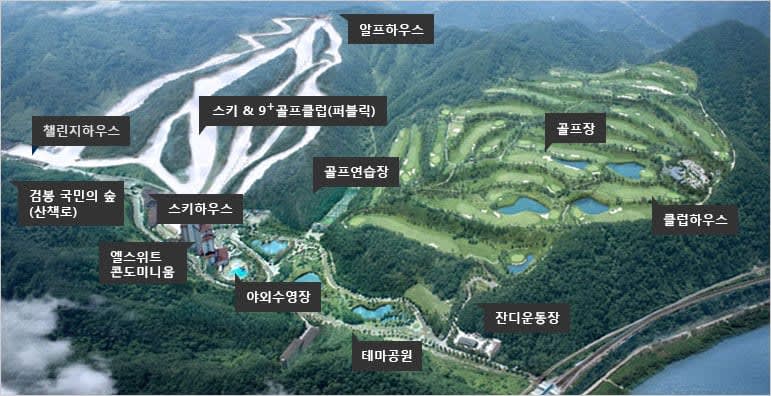 알프하우스
스키 & 9+골프클럽(퍼블릭)
챌린지하우스
골프장
골프연습장
검봉 국민의 숲
(산책로)
스키하우스
클럽하우스
엘스위트
콘도미니움
야외수영장
잔디운동장
테마공원